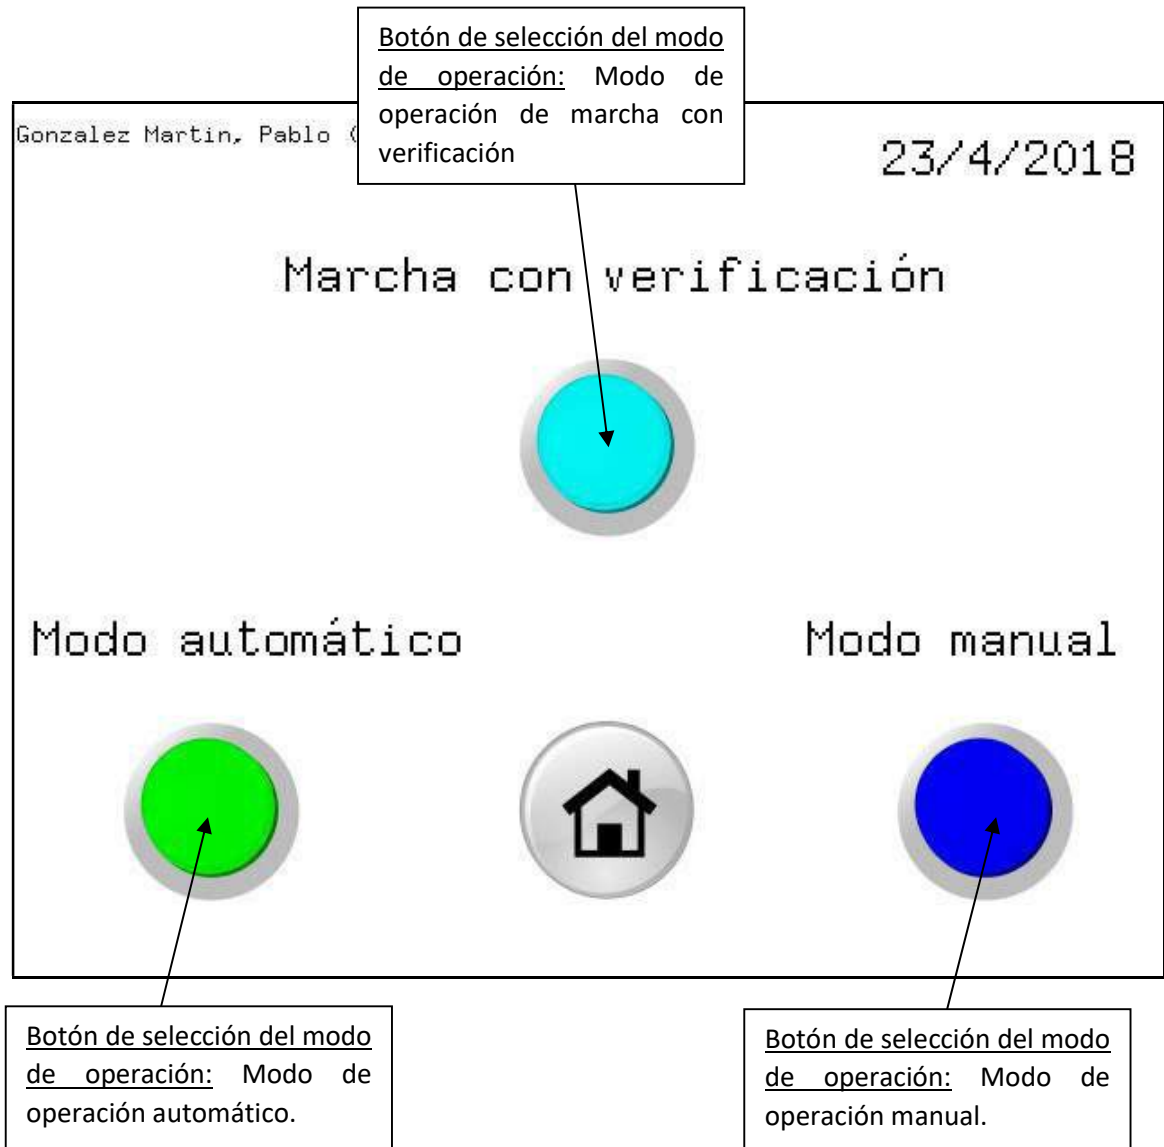 Botón de selección del modo
de operación: Modo de
operación de marcha con
verificación
Gonzalez Martin, Pablo (
23/4/2018
Marcha con verificación
Modo automático
Modo manual
Botón de selección del modo
de operación: Modo de
operación automático.
Botón de selección del modo
de operación: Modo de
operación manual.